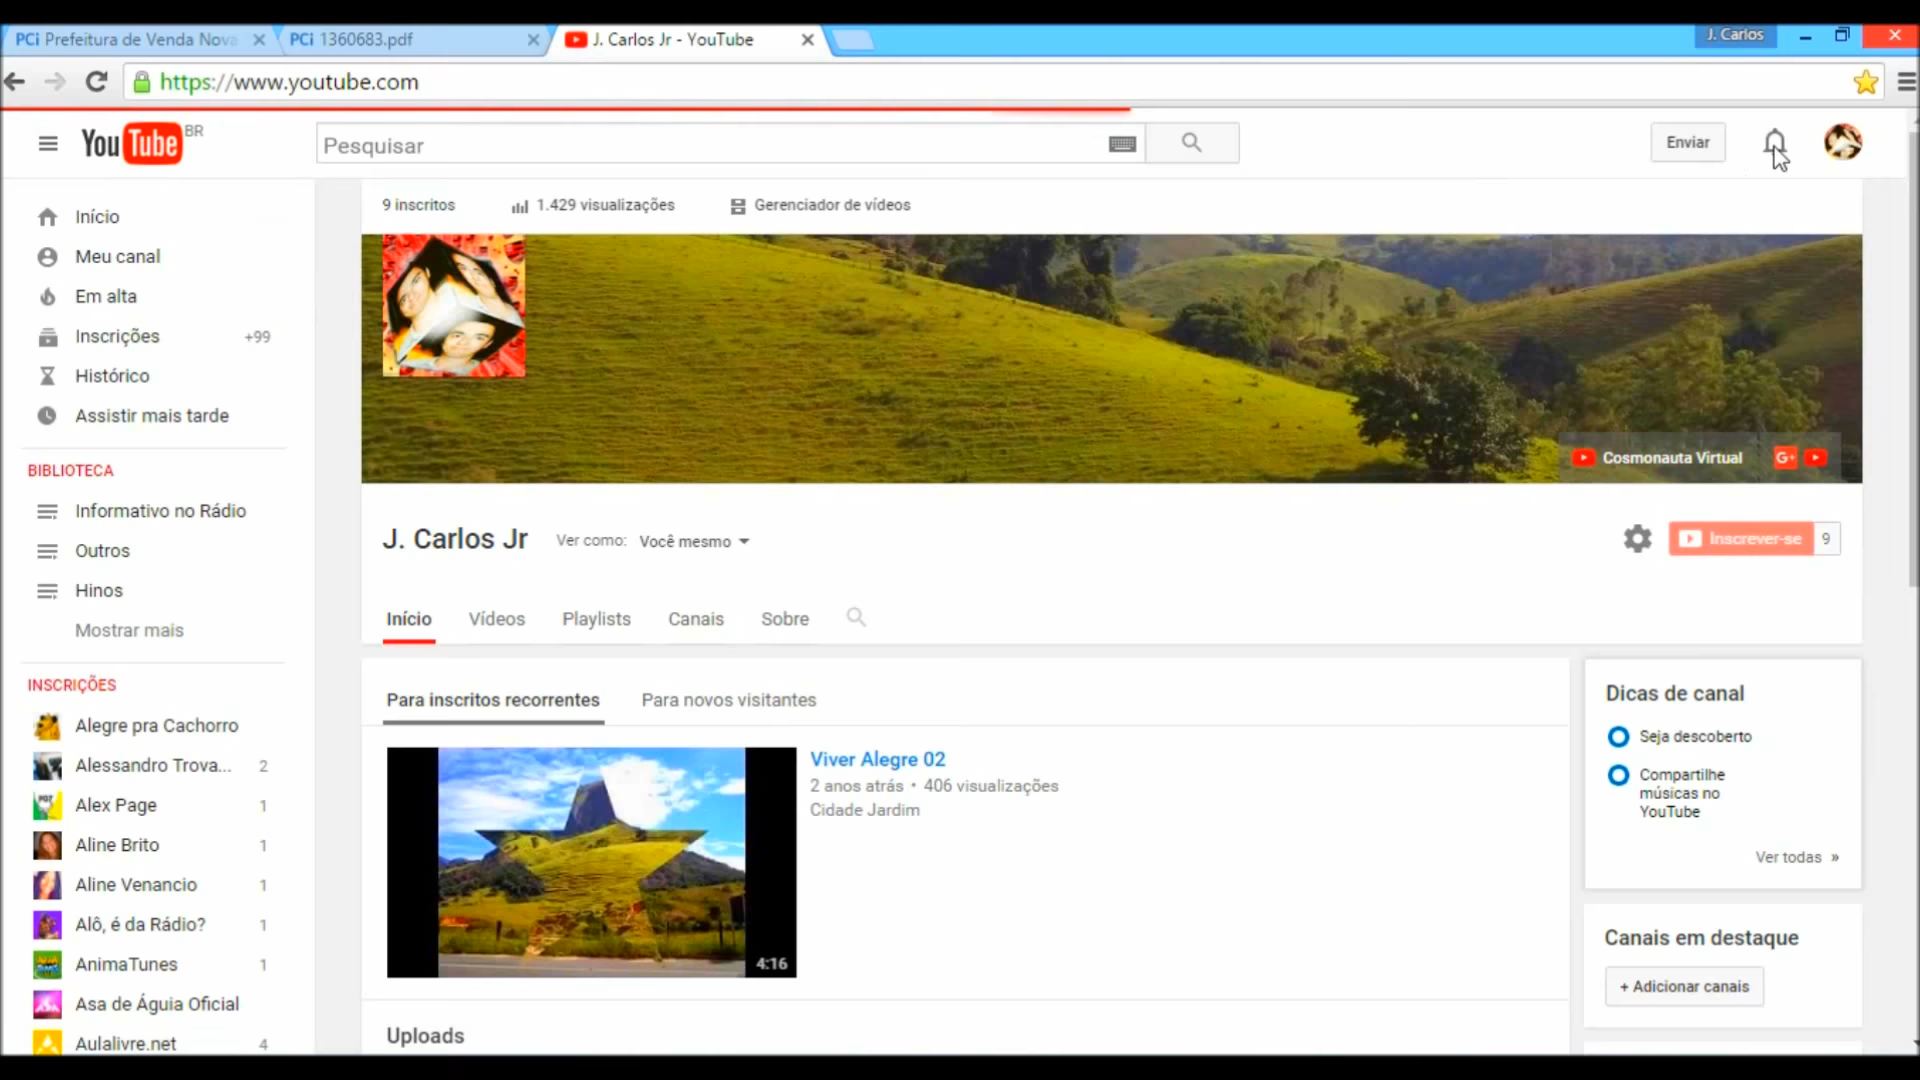 PCi Prefeitura de Venda Nova
PCi 1360683.pdf
J. Carlos Jr - YouTube
J. Carlos
https://www.youtube.com
YouTube BR
Pesquisar
Enviar
9 inscritos
1.429 visualizações
Gerenciador de vídeos
Início
Meu canal
Em alta
Inscrições +99
Histórico
Assistir mais tarde
BIBLIOTECA
Informativo no Rádio
Outros
Hinos
Mostrar mais
INSCRIÇÕES
Alegre pra Cachorro
Alessandro Trova... 2
Alex Page 1
Aline Brito 1
Aline Venancio 1
Alô, é da Rádio? 1
AnimaTunes 1
Asa de Águia Oficial
Aulalivre.net 4
Cosmonauta Virtual
G+
J. Carlos Jr
Ver como: Você mesmo
Inscrever-se 9
Início Vídeos Playlists Canais Sobre
Para inscritos recorrentes Para novos visitantes
Viver Alegre 02
2 anos atrás • 406 visualizações
Cidade Jardim
4:16
Uploads
Dicas de canal
Seja descoberto
Compartilhe
músicas no
YouTube
Ver todas »
Canais em destaque
+ Adicionar canais